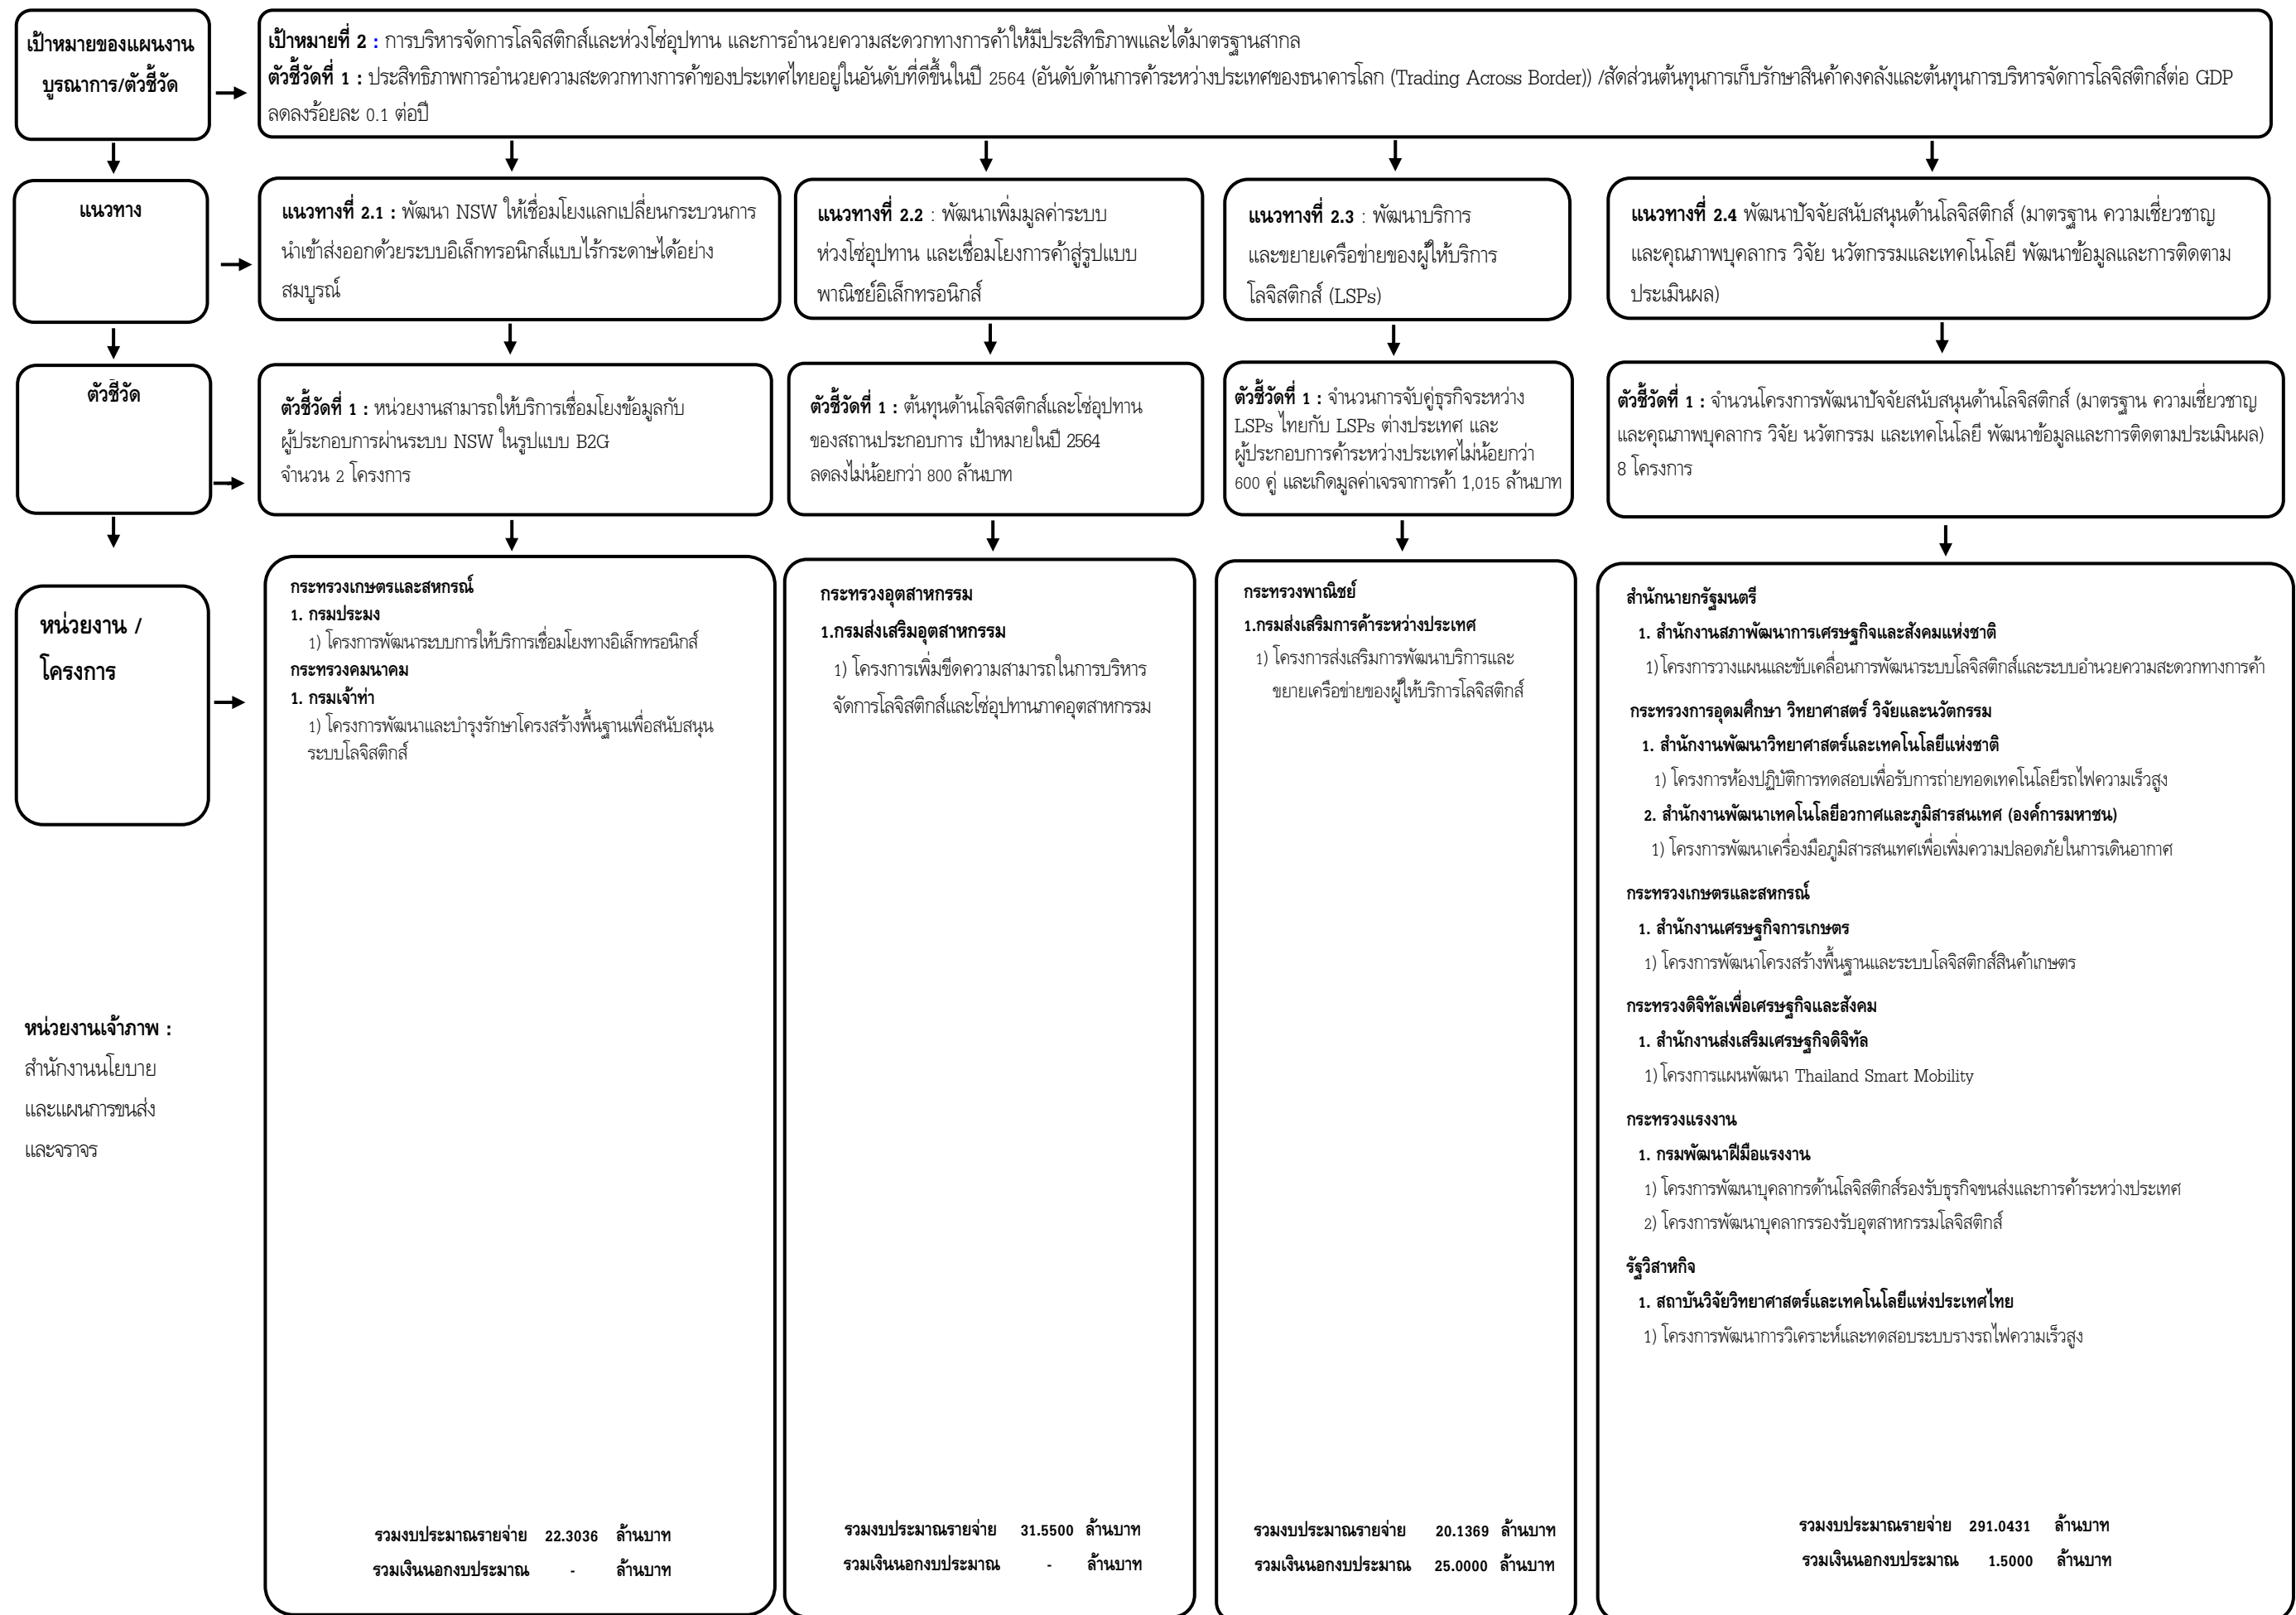 เป้าหมายของแผนงาน
บูรณาการ/ตัวชี้วัด
เป้าหมายที่ 2 : การบริหารจัดการโลจิสติกส์และห่วงโซ่อุปทาน และการอำนวยความสะดวกทางการค้าให้มีประสิทธิภาพและได้มาตรฐานสากล
ตัวชี้วัดที่ 1 : ประสิทธิภาพการอำนวยความสะดวกทางการค้าของประเทศไทยอยู่ในอันดับที่ดีขึ้นในปี 2564 (อันดับด้านการค้าระหว่างประเทศของธนาคารโลก (Trading Across Border)) /สัดส่วนต้นทุนการเก็บรักษาสินค้าคงคลังและต้นทุนการบริหารจัดการโลจิสติกส์ต่อ GDP
ลดลงร้อยละ 0.1 ต่อปี
แนวทาง
แนวทางที่ 2.1 : พัฒนา NSW ให้เชื่อมโยงแลกเปลี่ยนกระบวนการ
นำเข้าส่งออกด้วยระบบอิเล็กทรอนิกส์แบบไร้กระดาษได้อย่าง
สมบูรณ์
แนวทางที่ 2.2 : พัฒนาเพิ่มมูลค่าระบบ
ห่วงโซ่อุปทาน และเชื่อมโยงการค้าสู่รูปแบบ
พาณิชย์อิเล็กทรอนิกส์
แนวทางที่ 2.3 : พัฒนาบริการ
และขยายเครือข่ายของผู้ให้บริการ
โลจิสติกส์ (LSPs)
แนวทางที่ 2.4 พัฒนาปัจจัยสนับสนุนด้านโลจิสติกส์ (มาตรฐาน ความเชี่ยวชาญ
และคุณภาพบุคลากร วิจัย นวัตกรรมและเทคโนโลยี พัฒนาข้อมูลและการติดตาม
ประเมินผล)
ตัวชี้วัด
ตัวชี้วัดที่ 1 : หน่วยงานสามารถให้บริการเชื่อมโยงข้อมูลกับ
ผู้ประกอบการผ่านระบบ NSW ในรูปแบบ B2G
จำนวน 2 โครงการ
ตัวชี้วัดที่ 1 : ต้นทุนด้านโลจิสติกส์และโซ่อุปทาน
ของสถานประกอบการ เป้าหมายในปี 2564
ลดลงไม่น้อยกว่า 800 ล้านบาท
ตัวชี้วัดที่ 1 : จำนวนการจับคู่ธุรกิจระหว่าง
LSPs ไทยกับ LSPs ต่างประเทศ และ
ผู้ประกอบการค้าระหว่างประเทศไม่น้อยกว่า
600 คู่ และเกิดมูลค่าเจรจาการค้า 1,015 ล้านบาท
ตัวชี้วัดที่ 1 : จำนวนโครงการพัฒนาปัจจัยสนับสนุนด้านโลจิสติกส์ (มาตรฐาน ความเชี่ยวชาญ
และคุณภาพบุคลากร วิจัย นวัตกรรม และเทคโนโลยี พัฒนาข้อมูลและการติดตามประเมินผล)
8 โครงการ
หน่วยงาน /
โครงการ
กระทรวงเกษตรและสหกรณ์
1. กรมประมง
1) โครงการพัฒนาระบบการให้บริการเชื่อมโยงทางอิเล็กทรอนิกส์
กระทรวงคมนาคม
1. กรมเจ้าท่า
1) โครงการพัฒนาและบำรุงรักษาโครงสร้างพื้นฐานเพื่อสนับสนุน
ระบบโลจิสติกส์
รวมงบประมาณรายจ่าย 22.3036 ล้านบาท
รวมเงินนอกงบประมาณ - ล้านบาท
กระทรวงอุตสาหกรรม
1.กรมส่งเสริมอุตสาหกรรม
1) โครงการเพิ่มขีดความสามารถในการบริหาร
จัดการโลจิสติกส์และโซ่อุปทานภาคอุตสาหกรรม
รวมงบประมาณรายจ่าย 31.5500 ล้านบาท
รวมเงินนอกงบประมาณ - ล้านบาท
กระทรวงพาณิชย์
1.กรมส่งเสริมการค้าระหว่างประเทศ
1) โครงการส่งเสริมการพัฒนาบริการและ
ขยายเครือข่ายของผู้ให้บริการโลจิสติกส์
รวมงบประมาณรายจ่าย 20.1369 ล้านบาท
รวมเงินนอกงบประมาณ 25.0000 ล้านบาท
สำนักนายกรัฐมนตรี
1. สำนักงานสภาพัฒนาการเศรษฐกิจและสังคมแห่งชาติ
1) โครงการวางแผนและขับเคลื่อนการพัฒนาระบบโลจิสติกส์และระบบอำนวยความสะดวกทางการค้า
กระทรวงการอุดมศึกษา วิทยาศาสตร์ วิจัยและนวัตกรรม
1. สำนักงานพัฒนาวิทยาศาสตร์และเทคโนโลยีแห่งชาติ
1) โครงการห้องปฏิบัติการทดสอบเพื่อรับการถ่ายทอดเทคโนโลยีรถไฟความเร็วสูง
2. สำนักงานพัฒนาเทคโนโลยีอวกาศและภูมิสารสนเทศ (องค์การมหาชน)
1) โครงการพัฒนาเครื่องมือภูมิสารสนเทศเพื่อเพิ่มความปลอดภัยในการเดินอากาศ
กระทรวงเกษตรและสหกรณ์
1. สำนักงานเศรษฐกิจการเกษตร
1) โครงการพัฒนาโครงสร้างพื้นฐานและระบบโลจิสติกส์สินค้าเกษตร
กระทรวงดิจิทัลเพื่อเศรษฐกิจและสังคม
1. สำนักงานส่งเสริมเศรษฐกิจดิจิทัล
1) โครงการแผนพัฒนา Thailand Smart Mobility
กระทรวงแรงงาน
1. กรมพัฒนาฝีมือแรงงาน
1) โครงการพัฒนาบุคลากรด้านโลจิสติกส์รองรับธุรกิจขนส่งและการค้าระหว่างประเทศ
2) โครงการพัฒนาบุคลากรรองรับอุตสาหกรรมโลจิสติกส์
รัฐวิสาหกิจ
1. สถาบันวิจัยวิทยาศาสตร์และเทคโนโลยีแห่งประเทศไทย
1) โครงการพัฒนาการวิเคราะห์และทดสอบระบบรางรถไฟความเร็วสูง
รวมงบประมาณรายจ่าย 291.0431 ล้านบาท
รวมเงินนอกงบประมาณ 1.5000 ล้านบาท
หน่วยงานเจ้าภาพ :
สำนักงานนโยบาย
และแผนการขนส่ง
และจราจร